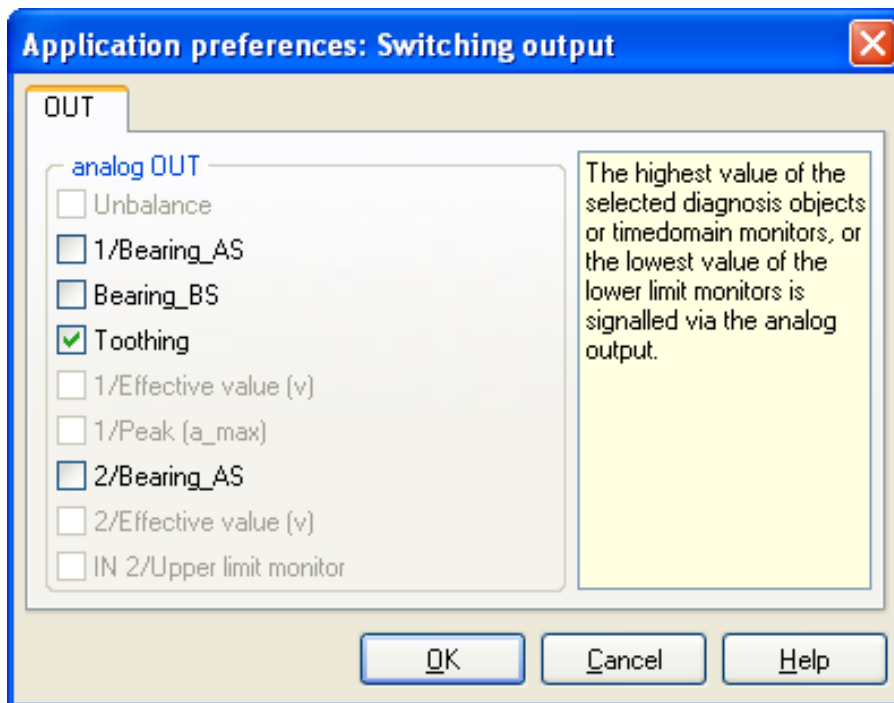 Application preferences: Switching output
OUT
analog OUT
Unbalance
1/Bearing_AS
Bearing_BS
Toothing
1/Effective value (v)
1/Peak (a_max)
2/Bearing_AS
2/Effective value (v)
IN 2/Upper limit monitor
The highest value of the
selected diagnosis objects
or timedomain monitors, or
the lowest value of the
lower limit monitors is
signalled via the analog
output.
OK
Cancel
Help